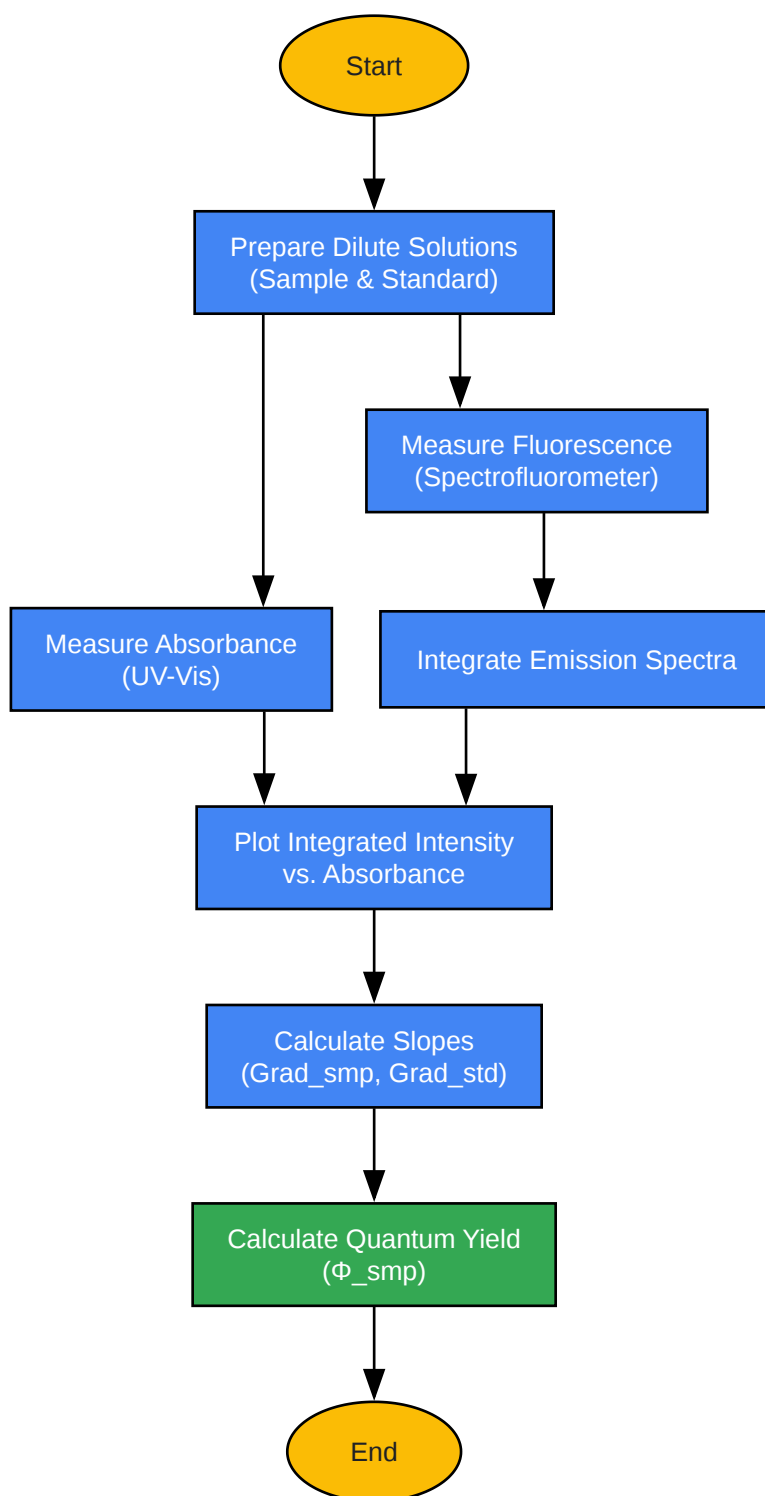 Start
Prepare Dilute Solutions
(Sample & Standard)
Measure Fluorescence
(Spectrofluorometer)
Measure Absorbance
(UV-Vis)
Integrate Emission Spectra
Plot Integrated Intensity
vs. Absorbance
Calculate Slopes
(Grad_smp, Grad_std)
Calculate Quantum Yield
(Φ_smp)
End